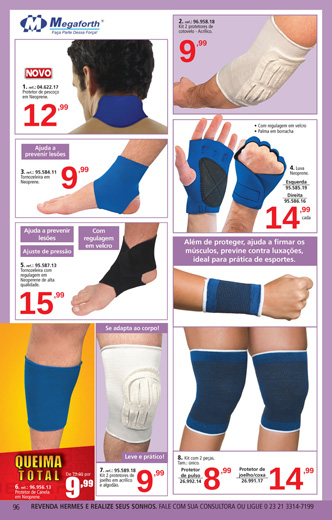 Megaforth®
Faça Parte Dessa Força!
NOVO
1. ref.: 04.622.17
Protetor de pescoço
em Neoprene.
12,99
2. ref.: 96.958.18
Kit 2 protetores de
cotovelo - Acrílico.
9,99
Ajuda a
prevenir lesões
3. ref.: 95.584.11
Tornozeleira em
Neoprene.
9,99
• Com regulagem em velcro
• Palma em borracha
4. Luva
Neoprene.
Esquerda
95.585.19
Direita
95.586.16
14,99
cada
Ajuda a prevenir
lesões
Ajuste de pressão
Com
regulagem
em velcro
5. ref.: 95.587.13
Tornozeleira com
regulagem em
Neoprene de alta
qualidade.
15,99
Além de proteger, ajuda a firmar os
músculos, previne contra luxações,
ideal para prática de esportes.
Se adapta ao corpo!
QUEIMA
TOTAL
6. ref.: 96.956.13
Protetor de Canela
em Neoprene.
por
9,99
Leve e prático!
7. ref.: 95.589.18
Kit 2 protetores de
joelho em acrílico
e algodão.
9,99
8. Kit com 2 peças.
Tam.: único.
Protetor
de pulso
26.992.14
8,99
Protetor de
joelho/coxa
26.991.17
14,99
96 REVENDA HERMES E REALIZE SEUS SONHOS. FALE COM SUA CONSULTORA OU LIGUE 0 23 21 3314-7199